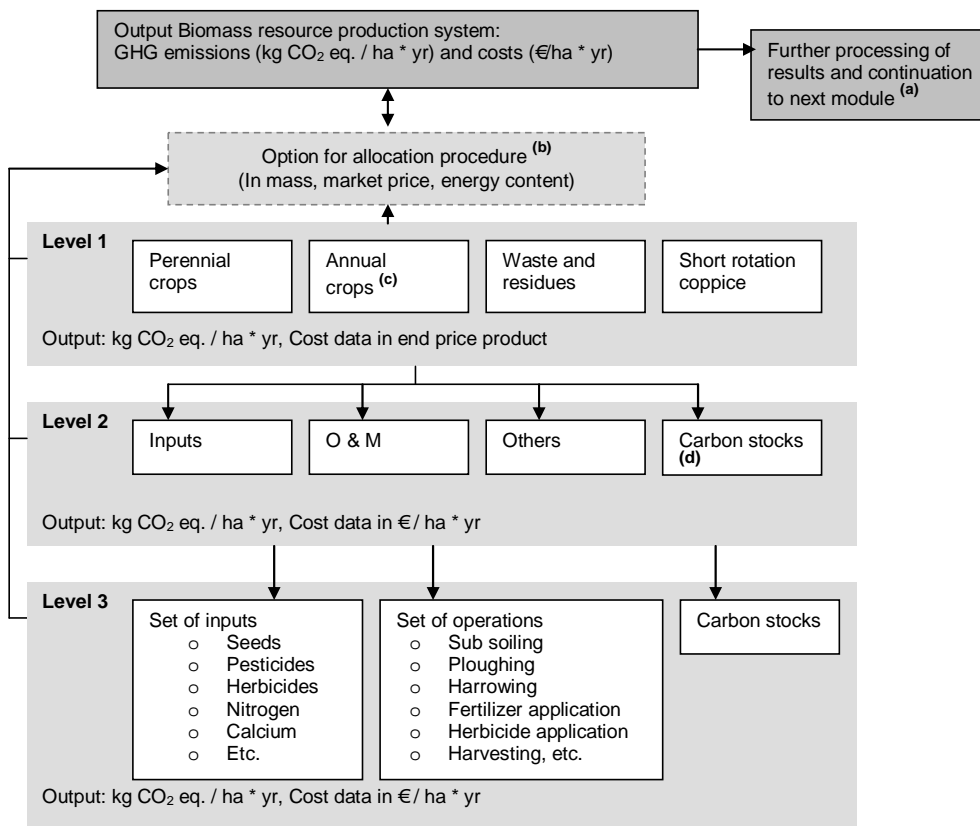 Output Biomass resource production system:
GHG emissions (kg CO₂ eq. / ha * yr) and costs (€/ha * yr)
Further processing of
results and continuation
to next module (a)
Option for allocation procedure (b)
(In mass, market price, energy content)
Level 1
Perennial
crops
Annual
crops (c)
Waste and
residues
Short rotation
coppice
Output: kg CO₂ eq. / ha * yr, Cost data in end price product
Level 2
Inputs
O & M
Others
Carbon stocks
(d)
Output: kg CO₂ eq. / ha * yr, Cost data in €/ ha * yr
Level 3
Set of inputs
o Seeds
o Pesticides
o Herbicides
o Nitrogen
o Calcium
o Etc.
Set of operations
o Sub soiling
o Ploughing
o Harrowing
o Fertilizer application
o Herbicide application
o Harvesting, etc.
Carbon stocks
Output: kg CO₂ eq. / ha * yr, Cost data in €/ ha * yr